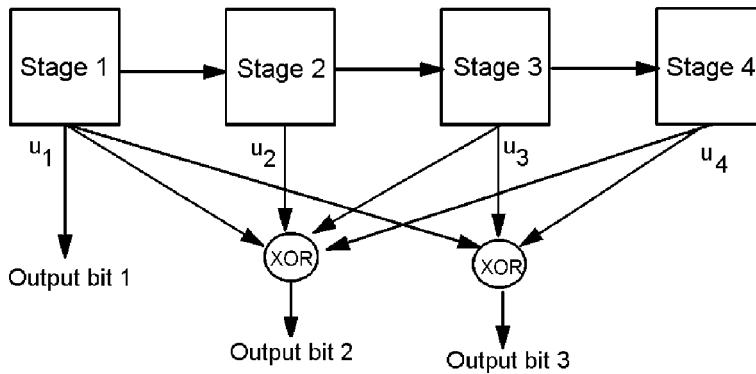 Stage 1
Stage 2
Stage 3
Stage 4
u1
u2
u3
u4
XOR
XOR
Output bit 1
Output bit 2
Output bit 3